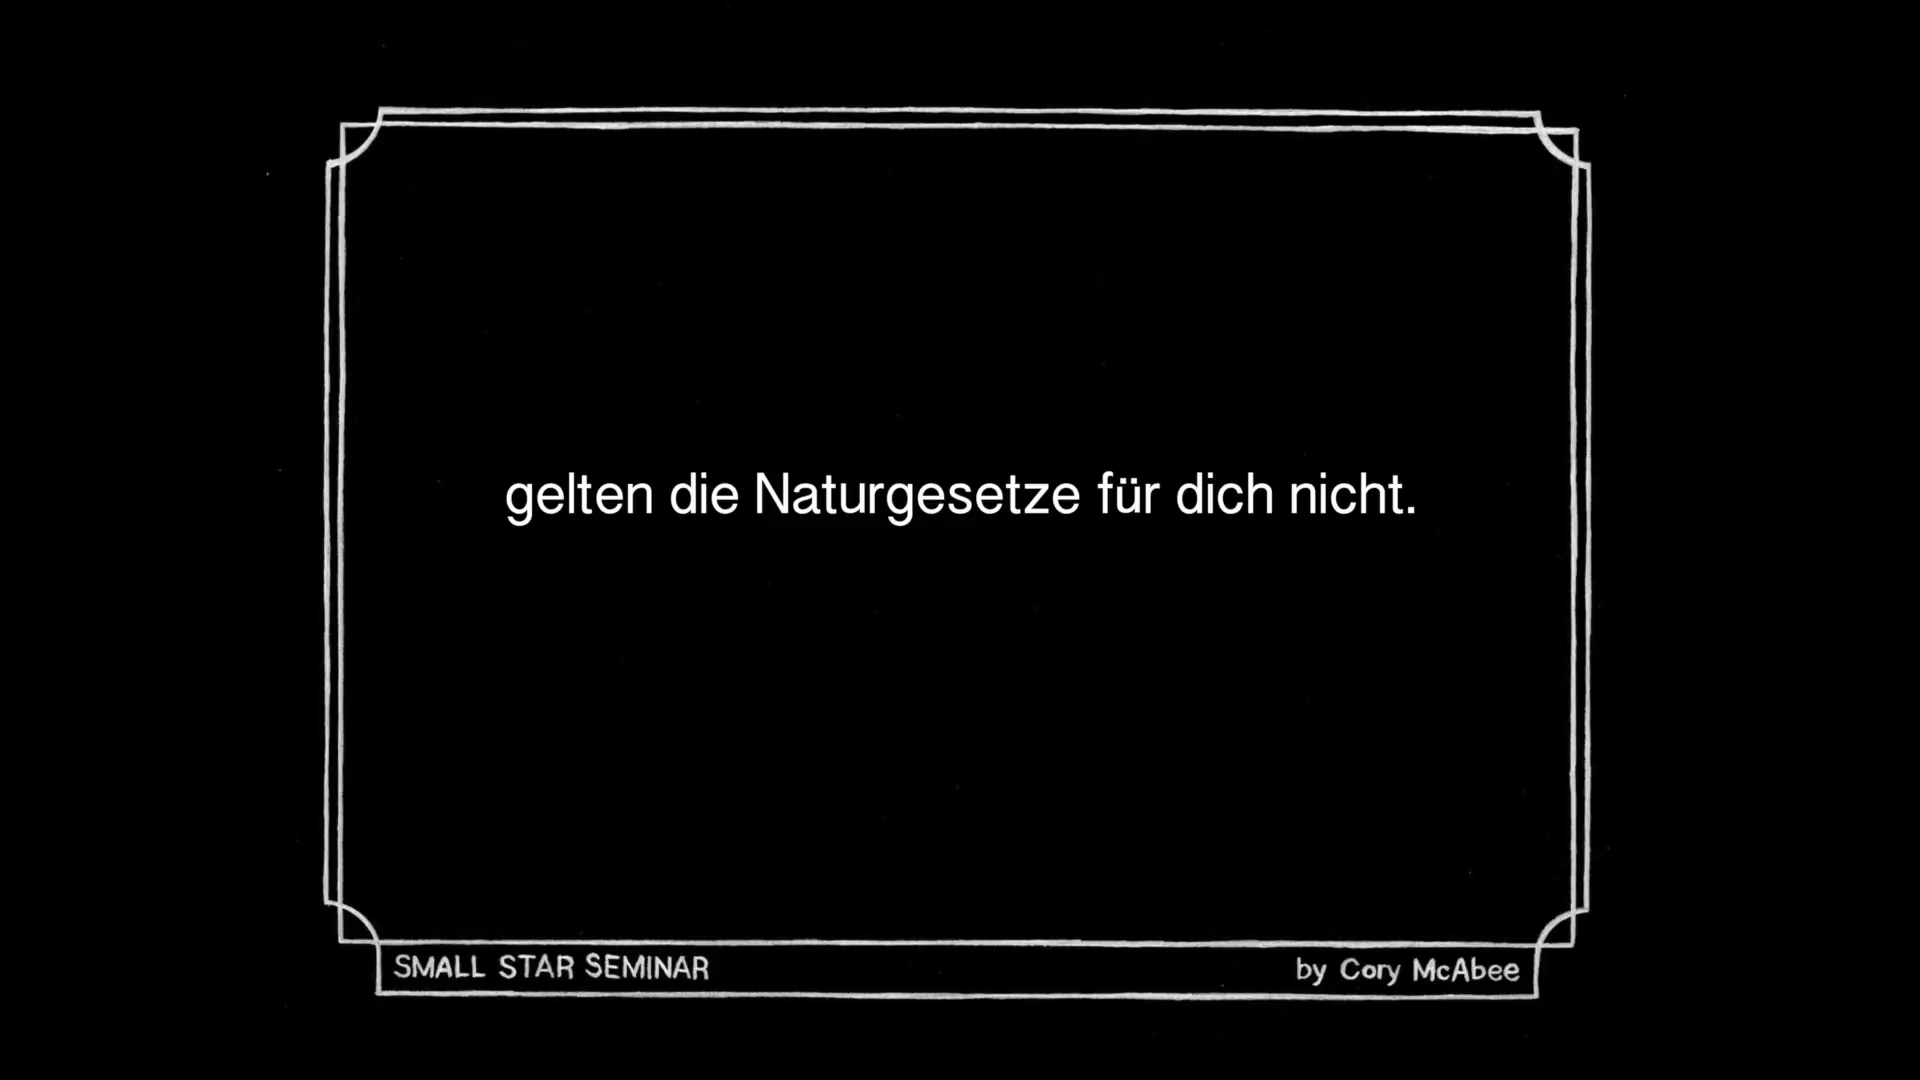 gelten die Naturgesetze für dich nicht.
SMALL STAR SEMINAR
by Cory McAbee